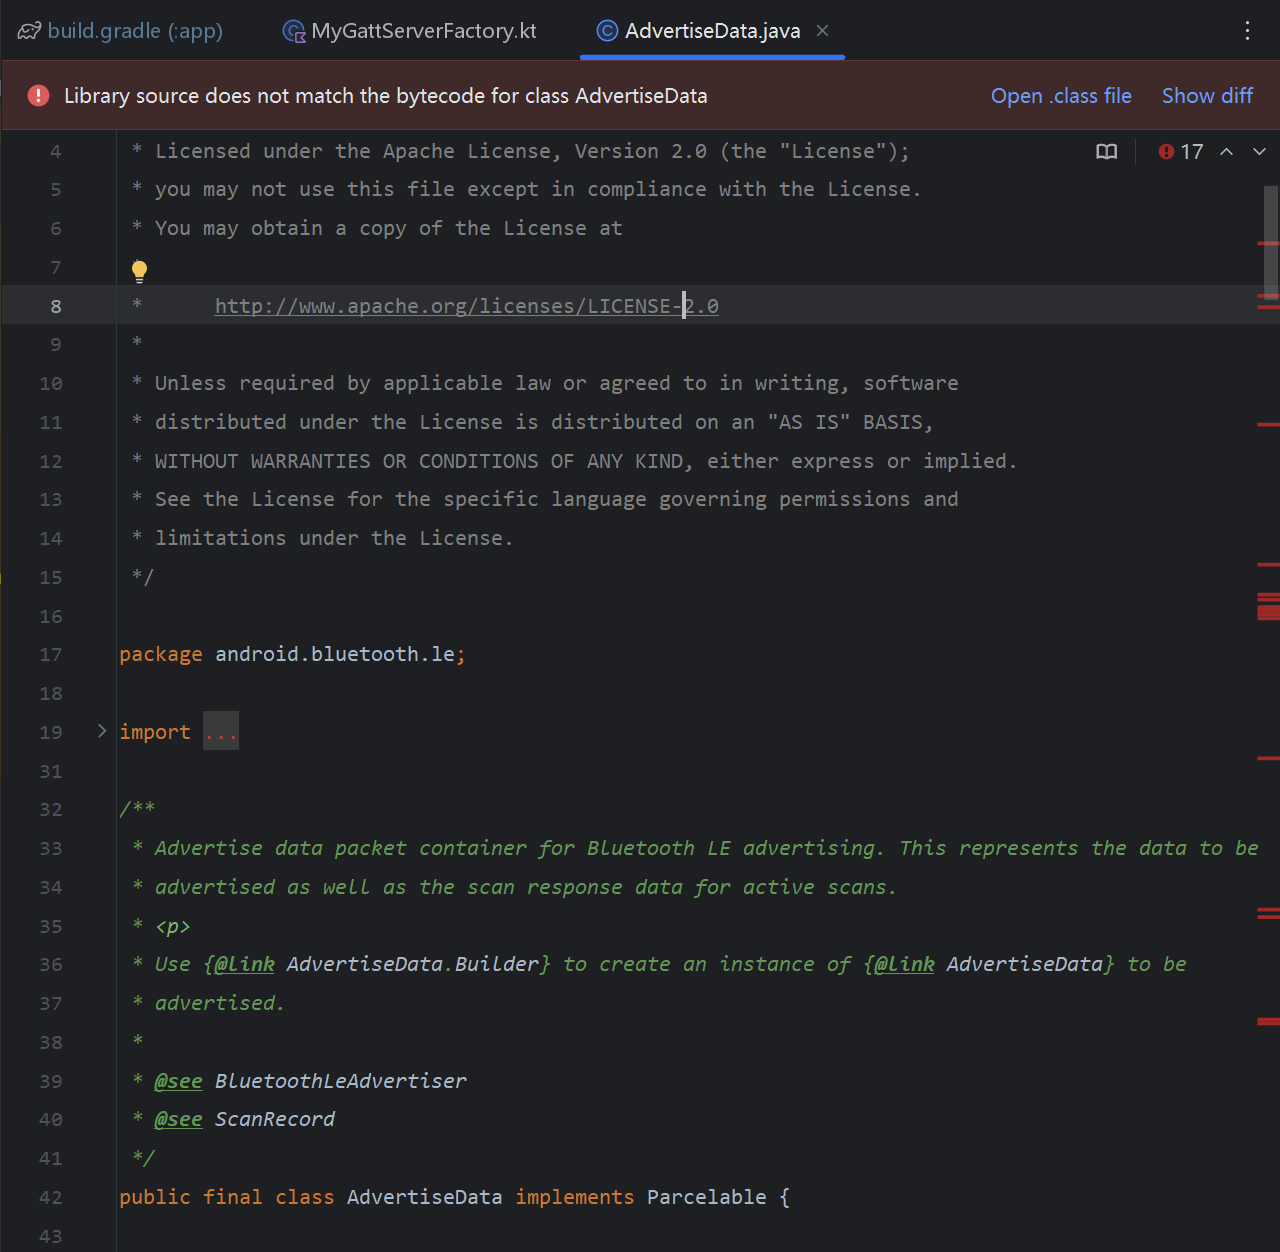 build.gradle (:app) MyGattServerFactory.kt AdvertiseData.java
Library source does not match the bytecode for class AdvertiseData Open .class file Show diff
4 * Licensed under the Apache License, Version 2.0 (the "License"); 17
5 * you may not use this file except in compliance with the License.
6 * You may obtain a copy of the License at
7
8 * http://www.apache.org/licenses/LICENSE-2.0
9 *
10 * Unless required by applicable law or agreed to in writing, software
11 * distributed under the License is distributed on an "AS IS" BASIS,
12 * WITHOUT WARRANTIES OR CONDITIONS OF ANY KIND, either express or implied.
13 * See the License for the specific language governing permissions and
14 * limitations under the License.
15 */
16
17 package android.bluetooth.le;
18
19 import ...
31
32 /**
33 * Advertise data packet container for Bluetooth LE advertising. This represents the data to be
34 * advertised as well as the scan response data for active scans.
35 * <p>
36 * Use {@link AdvertiseData.Builder} to create an instance of {@link AdvertiseData} to be
37 * advertised.
38 *
39 * @see BluetoothLeAdvertiser
40 * @see ScanRecord
41 */
42 public final class AdvertiseData implements Parcelable {
43